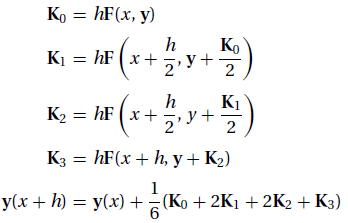 K₀ = hF(x, y)
K₁ = hF(x + h/2, y + K₀/2)
K₂ = hF(x + h/2, y + K₁/2)
K₃ = hF(x + h, y + K₂)
y(x + h) = y(x) + 1/6(K₀ + 2K₁ + 2K₂ + K₃)